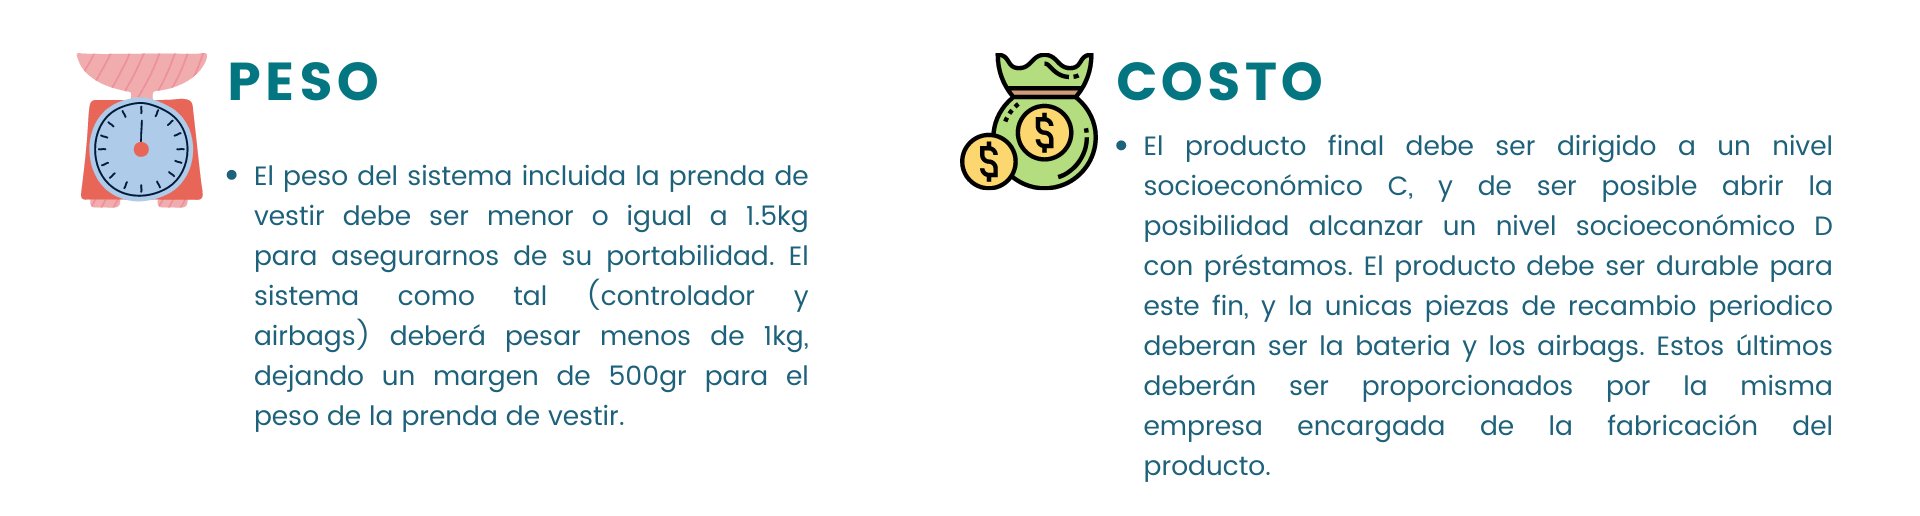 PESO
El peso del sistema incluida la prenda de
vestir debe ser menor o igual a 1.5kg
para asegurarnos de su portabilidad. El
sistema como tal (controlador y
airbags) deberá pesar menos de 1kg,
dejando un margen de 500gr para el
peso de la prenda de vestir.
COSTO
El producto final debe ser dirigido a un nivel
socioeconómico C, y de ser posible abrir la
posibilidad alcanzar un nivel socioeconómico D
con préstamos. El producto debe ser durable para
este fin, y la unicas piezas de recambio periodico
deberan ser la bateria y los airbags. Estos últimos
deberán ser proporcionados por la misma
empresa encargada de la fabricación del
producto.